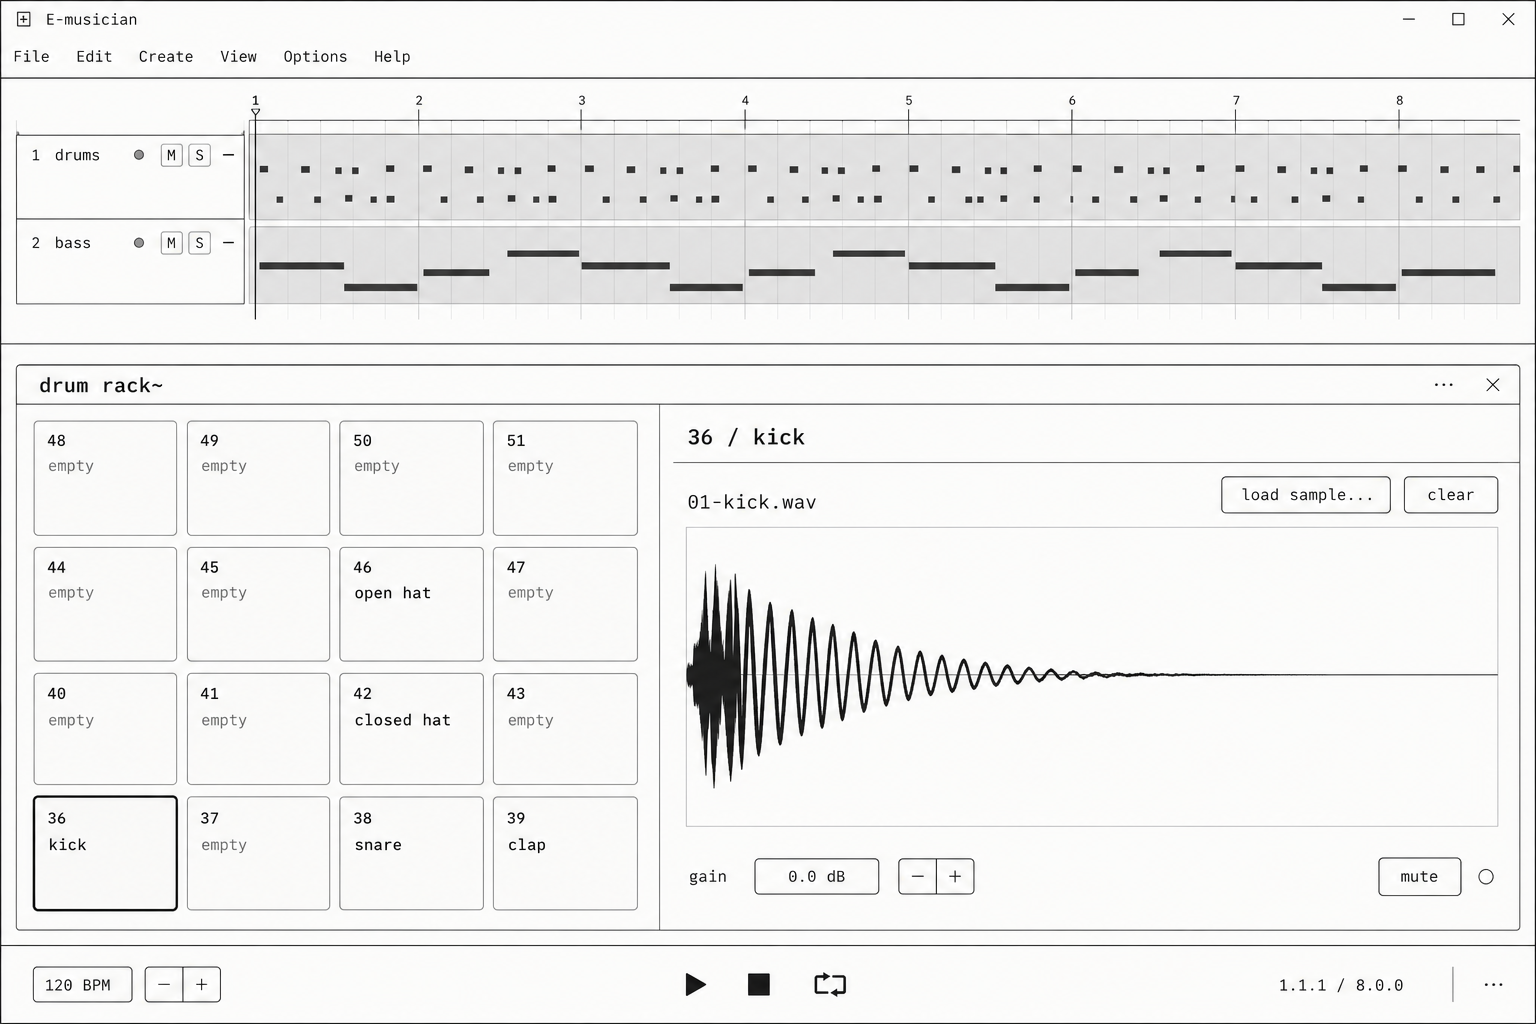 E-musician
File Edit Create View Options Help
1 2 3 4 5 6 7 8
1 drums M S
2 bass M S
drum rack~ ...
48 49 50 51
empty empty empty empty
44 45 46 47
empty empty open hat empty
40 41 42 43
empty empty closed hat empty
36 37 38 39
kick empty snare clap
36 / kick
01-kick.wav load sample... clear
gain 0.0 dB − + mute
120 BPM − + 1.1.1 / 8.0.0 ...